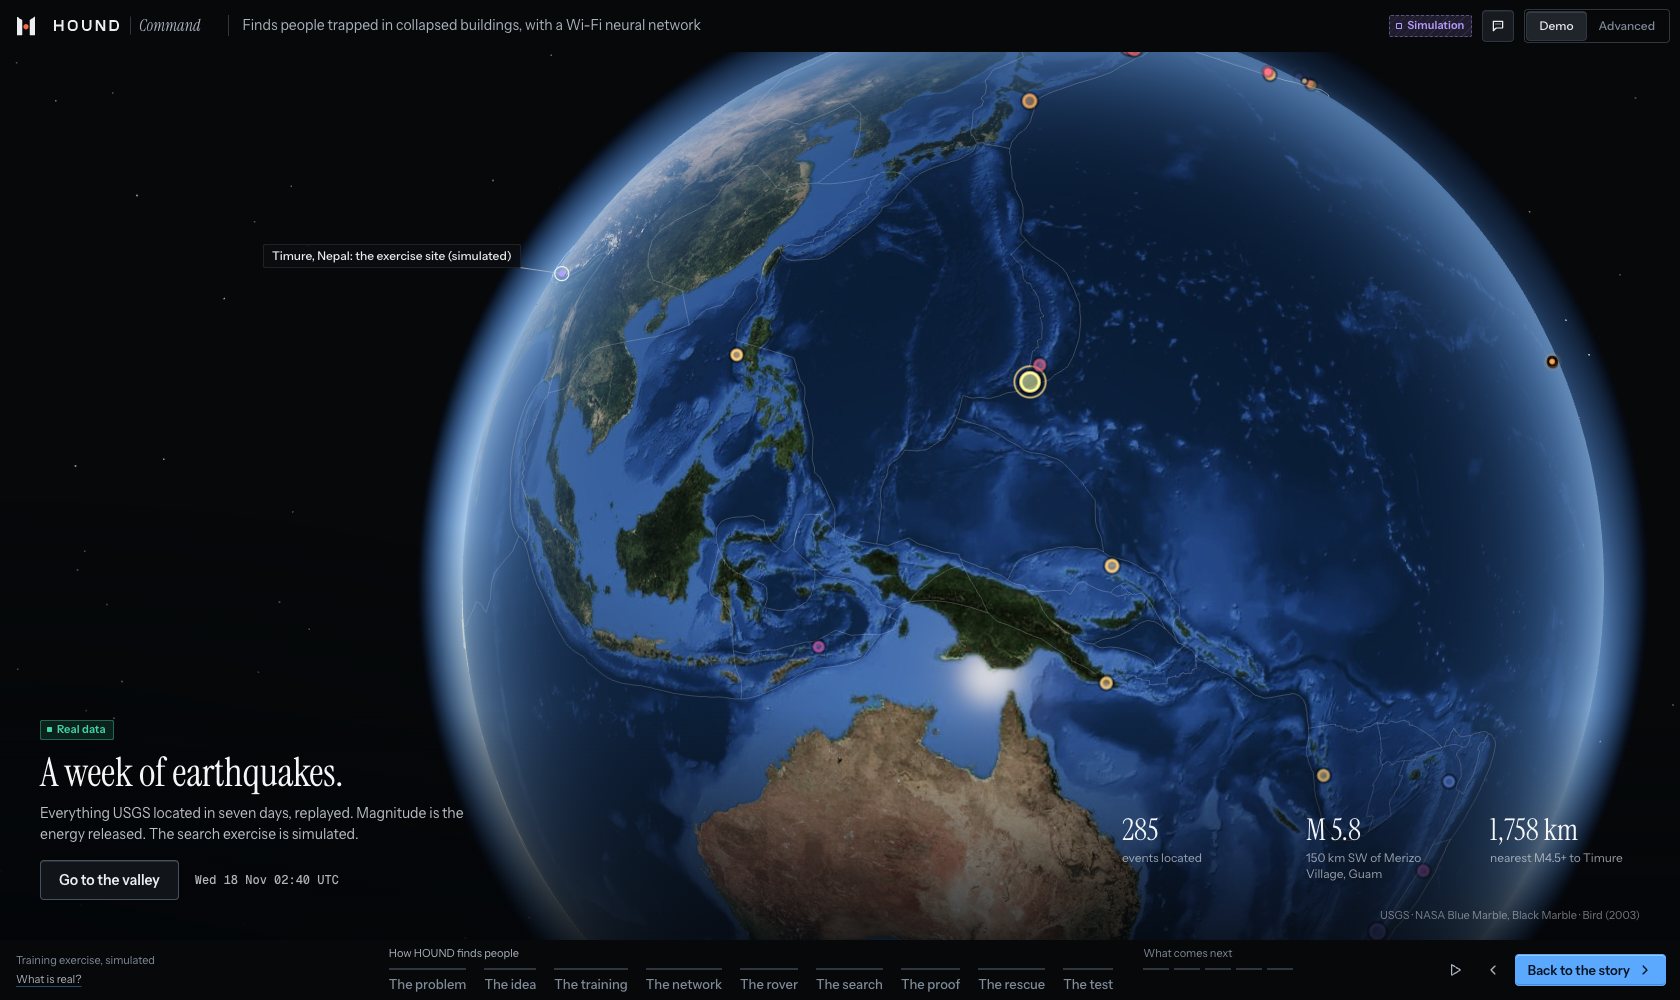 HOUND Command
Finds people trapped in collapsed buildings, with a Wi-Fi neural network
Simulation
Demo
Advanced
Timure, Nepal: the exercise site (simulated)
Real data
A week of earthquakes.
Everything USGS located in seven days, replayed. Magnitude is the
energy released. The search exercise is simulated.
Go to the valley
Wed 18 Nov 02:40 UTC
285
events located
M 5.8
150 km SW of Merizo
Village, Guam
1,758 km
nearest M4.5+ to Timure
USGS · NASA Blue Marble, Black Marble · Bird (2003)
Training exercise, simulated
What is real?
How HOUND finds people
The problem
The idea
The training
The network
The rover
The search
The proof
The rescue
The test
What comes next
Back to the story